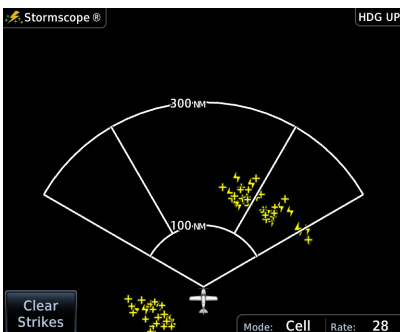 Stormscope ®
HDG UP
300NM
100NM
Clear
Strikes
Mode: Cell Rate: 28